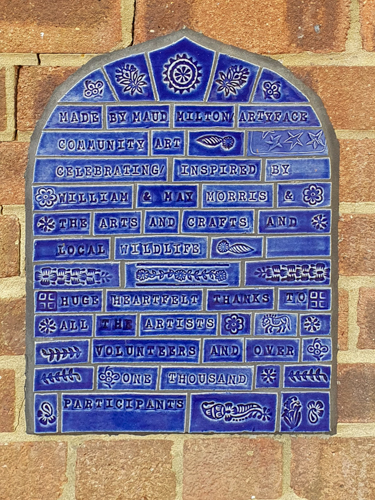 MADE BY MAUD MILTON ARTYFACE
COMMUNITY ART
CELEBRATING/ INSPIRED BY
WILLIAM & MAY MORRIS &
THE ARTS AND CRAFTS AND
LOCAL WILDLIFE
HUGE HEARTFELT THANKS TO
ALL THE ARTISTS
VOLUNTEERS AND OVER
ONE THOUSAND
PARTICIPANTS